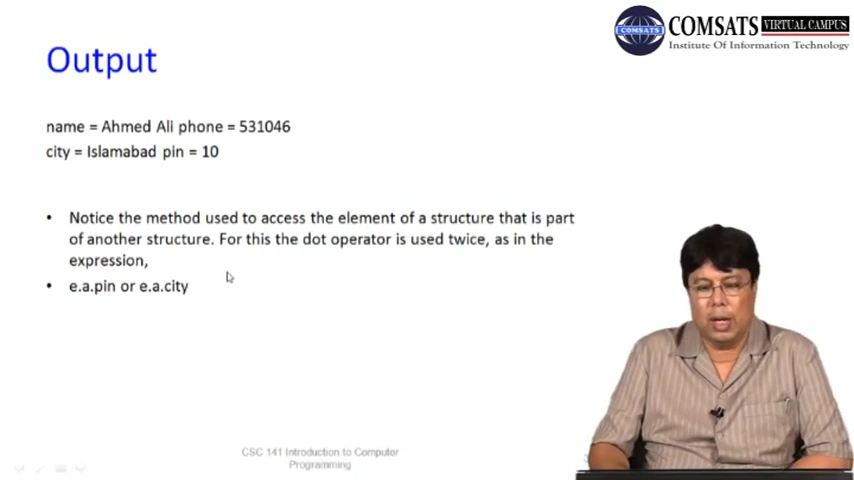 COMSATS
COMSATS VIRTUAL CAMPUS
Institute Of Information Technology
Output
name = Ahmed Ali phone = 531046
city = Islamabad pin = 10
• Notice the method used to access the element of a structure that is part
of another structure. For this the dot operator is used twice, as in the
expression,
• e.a.pin or e.a.city
CSC 141 Introduction to Computer
Programming